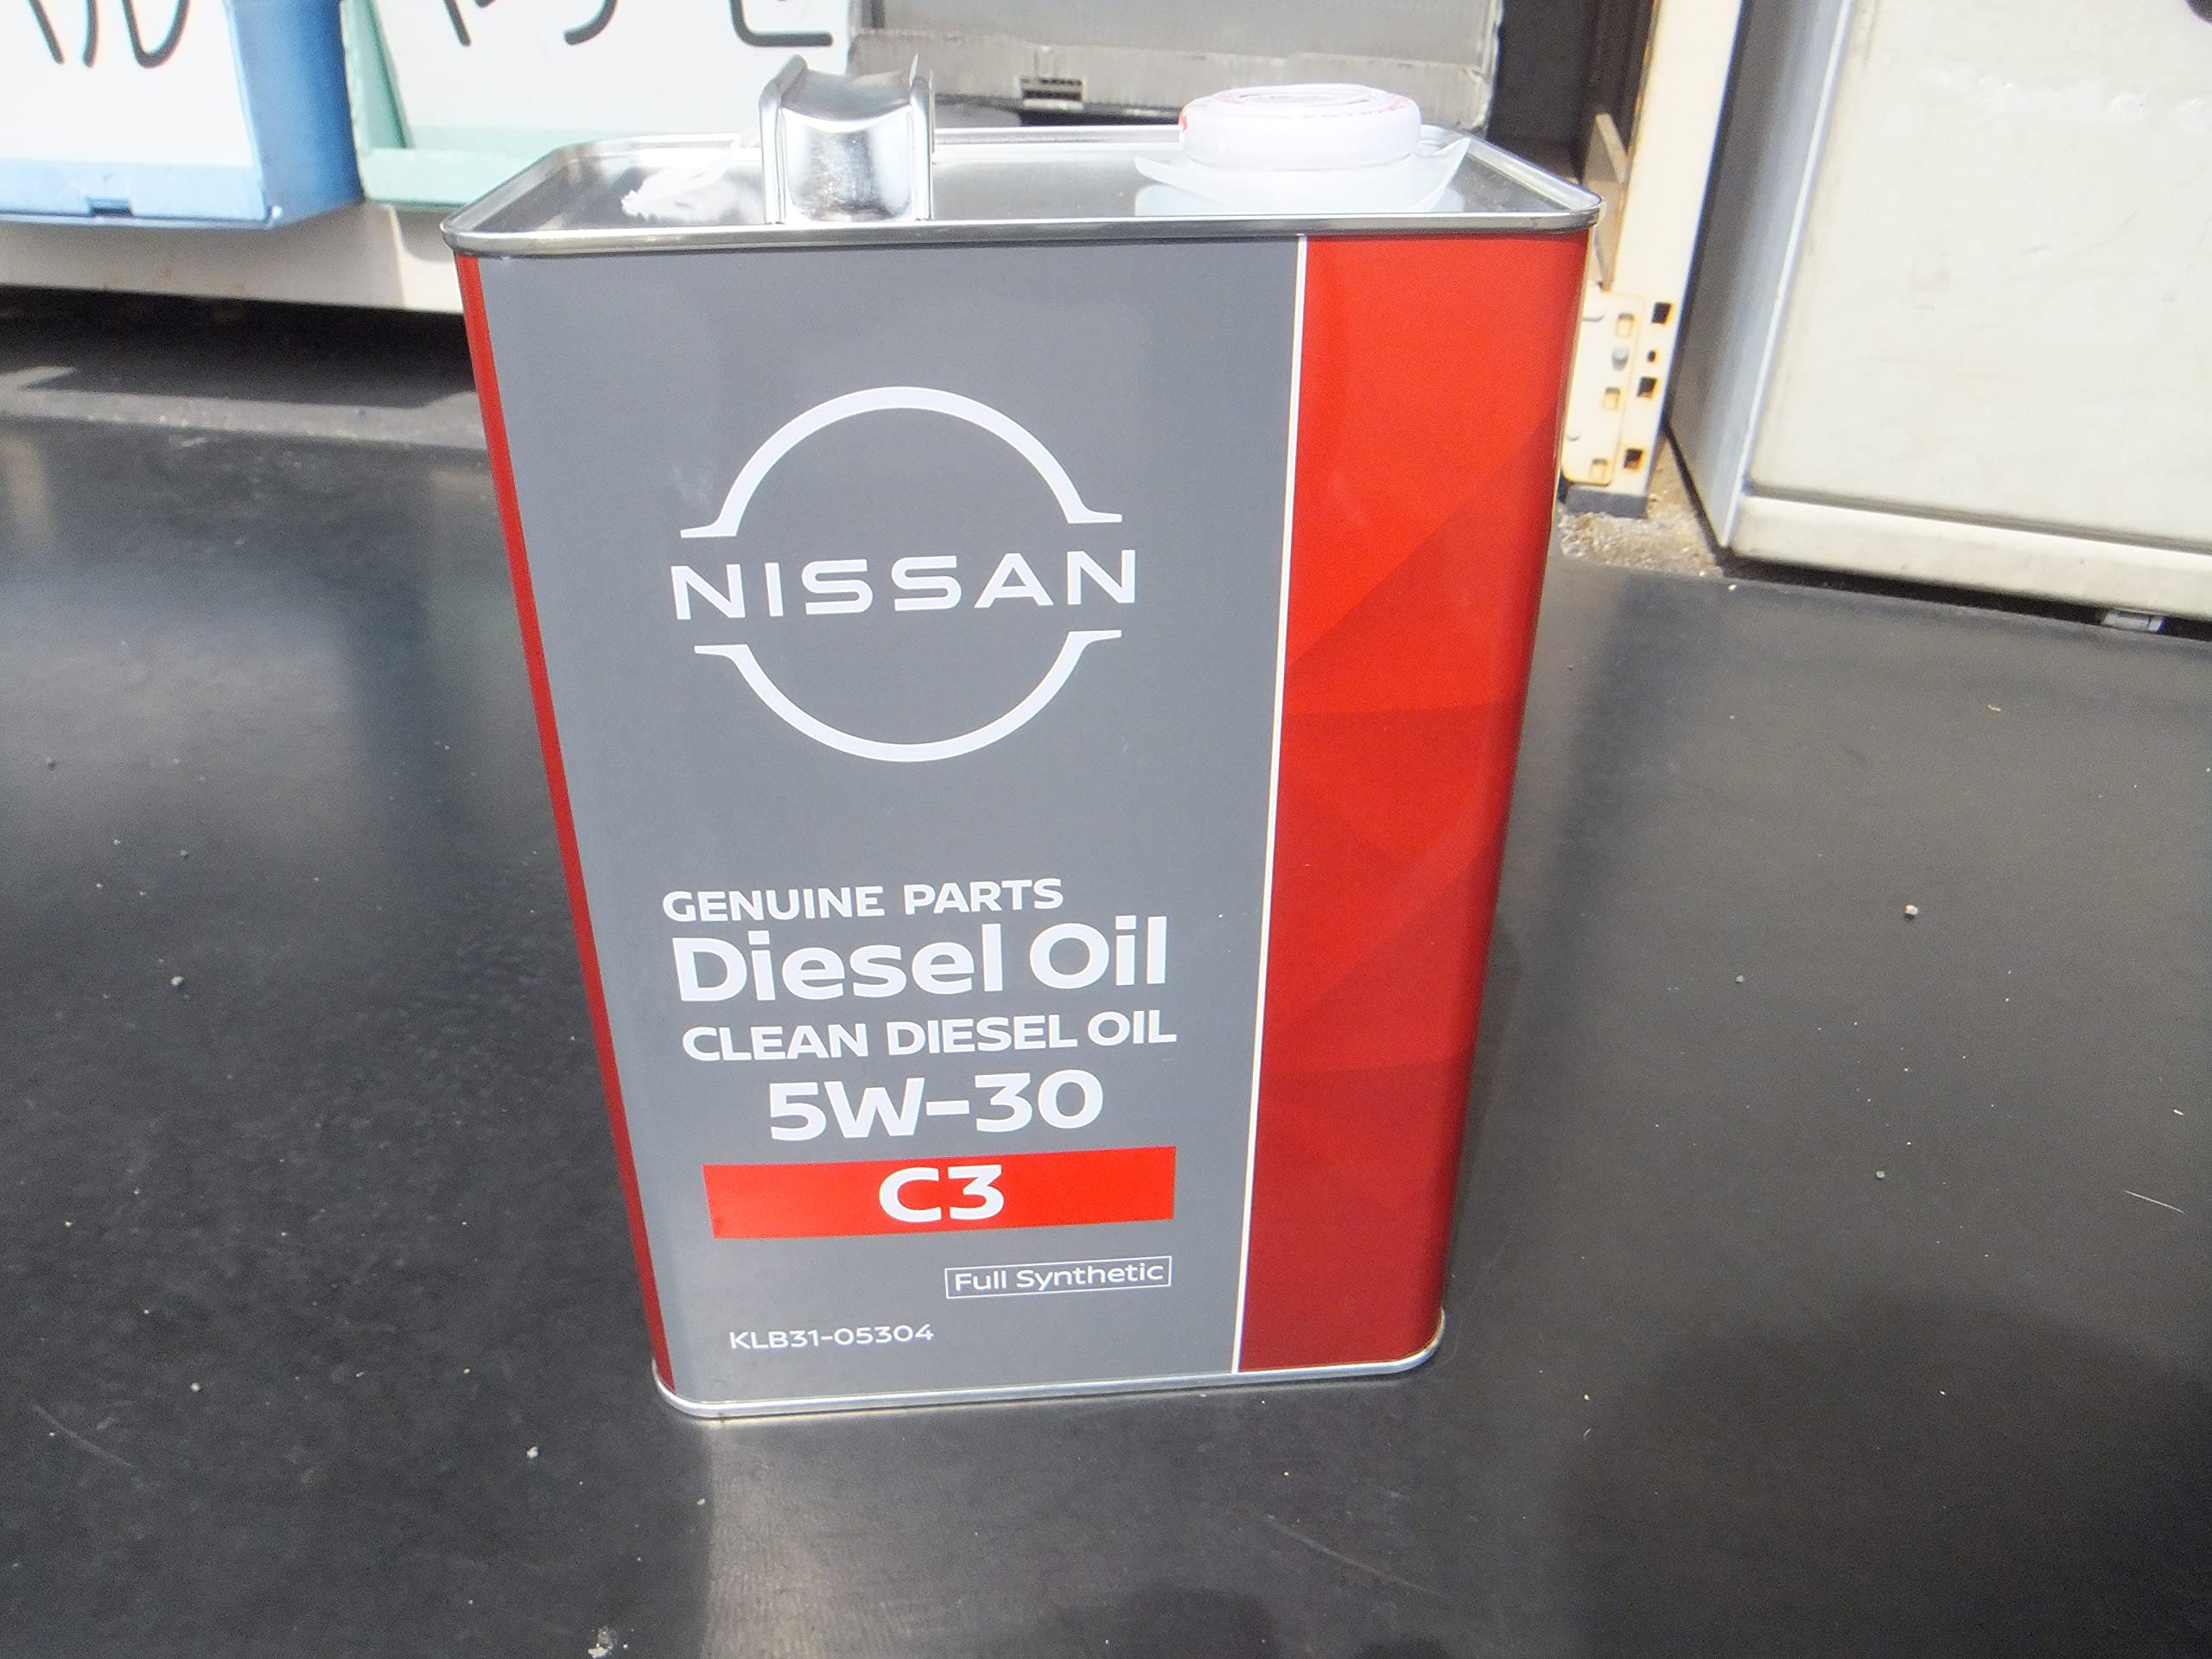 NISSAN
GENUINE PARTS
Diesel Oil
CLEAN DIESEL OIL
5W-30
C3
Full Synthetic
KLB31-05304